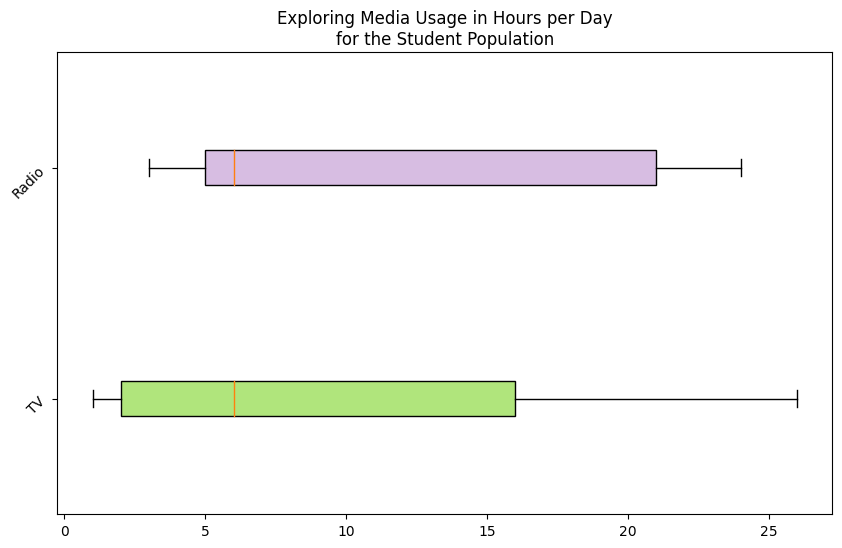 Exploring Media Usage in Hours per Day
for the Student Population
Radio
TV
0 5 10 15 20 25